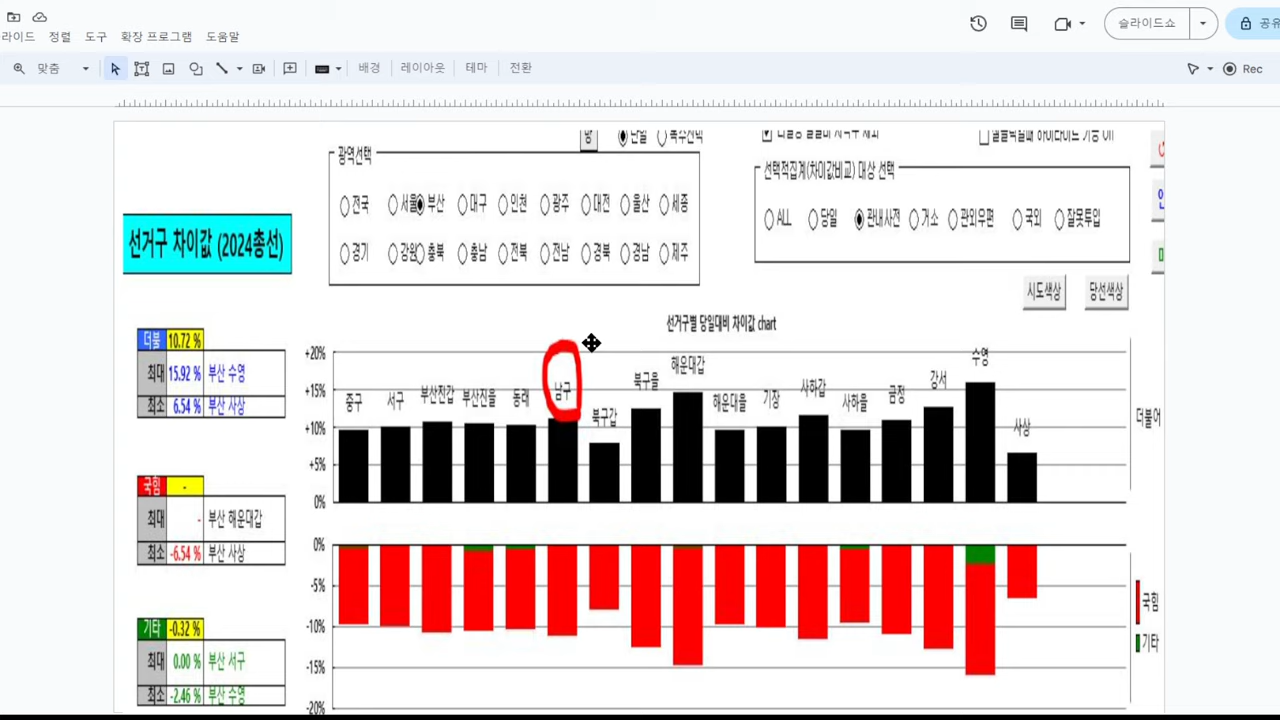 라이드 정렬 도구 확장 프로그램 도움말
슬라이드쇼
공유
맞춤
배경 레이아웃 테마 전환
Rec
단일
광역선택
전국 서울 부산 대구 인천 광주 대전 울산 세종
경기 강원 충북 충남 전북 전남 경북 경남 제주
선택적집계(차이값비교) 대상 선택
ALL 당일 관내사전 거소 관외우편 국외 잘못투입
선거구 차이값 (2024총선)
시도색상 당선색상
선거구별 당일대비 차이값 chart
더불 10.72 %
최대 15.92 % 부산 수영
최소 6.54 % 부산 사상
국힘 -
최대 - 부산 해운대갑
최소 -6.54 % 부산 사상
기타 -0.32 %
최대 0.00 % 부산 서구
최소 -2.46 % 부산 수영
+20%
+15%
+10%
+5%
0%
중구 서구 부산진갑 부산진을 동래 남구 북구갑 북구을 해운대갑 해운대을 기장 사하갑 사하을 금정 강서 수영 사상
더불어
0%
-5%
-10%
-15%
-20%
국힘
기타